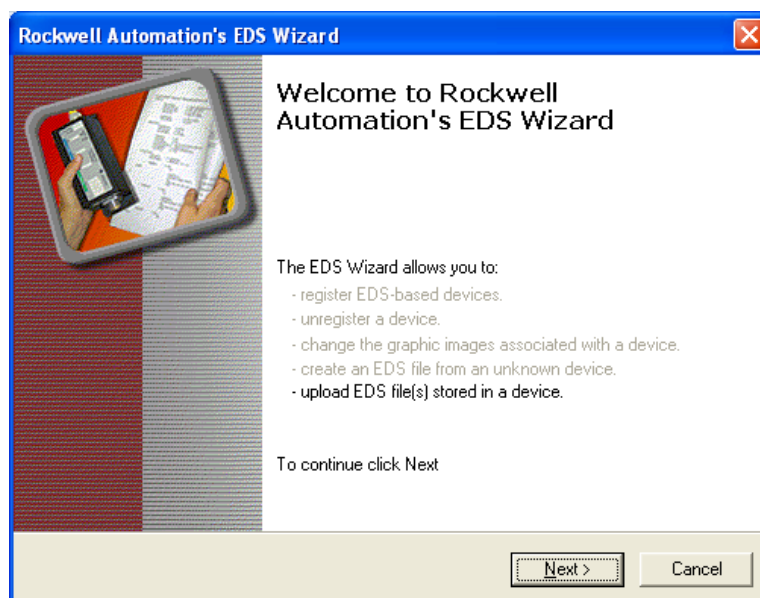 Rockwell Automation's EDS Wizard
Welcome to Rockwell
Automation's EDS Wizard
The EDS Wizard allows you to:
- register EDS-based devices.
- unregister a device.
- change the graphic images associated with a device.
- create an EDS file from an unknown device.
- upload EDS file(s) stored in a device.
To continue click Next
Next >
Cancel